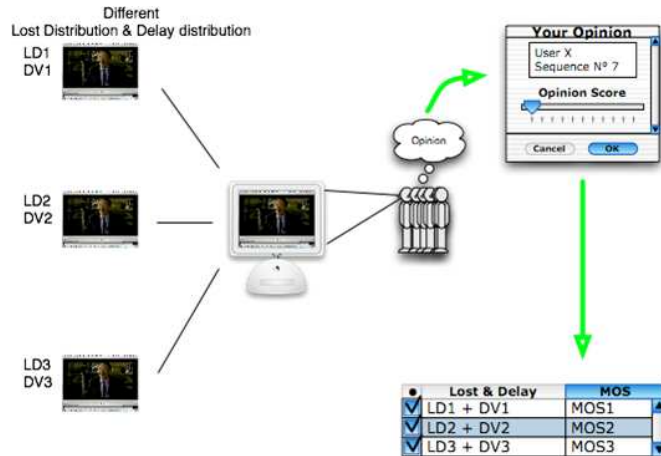 Different
Lost Distribution & Delay distribution
LD1
DV1
LD2
DV2
LD3
DV3
Opinion
Your Opinion
User X
Sequence Nº 7
Opinion Score
Cancel OK
Lost & Delay MOS
LD1 + DV1 MOS1
LD2 + DV2 MOS2
LD3 + DV3 MOS3